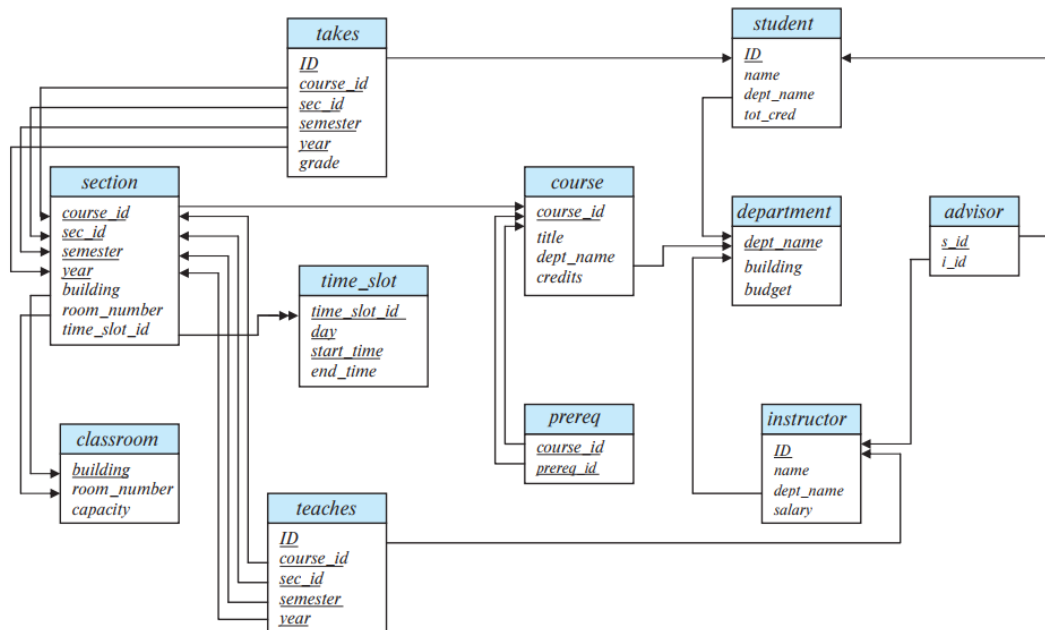 takes
ID
course_id
sec_id
semester
year
grade
student
ID
name
dept_name
tot_cred
section
course_id
sec_id
semester
year
building
room_number
time_slot_id
course
course_id
title
dept_name
credits
department
dept_name
building
budget
advisor
s_id
i_id
time_slot
time_slot_id
day
start_time
end_time
classroom
building
room_number
capacity
prereq
course_id
prereq_id
instructor
ID
name
dept_name
salary
teaches
ID
course_id
sec_id
semester
year